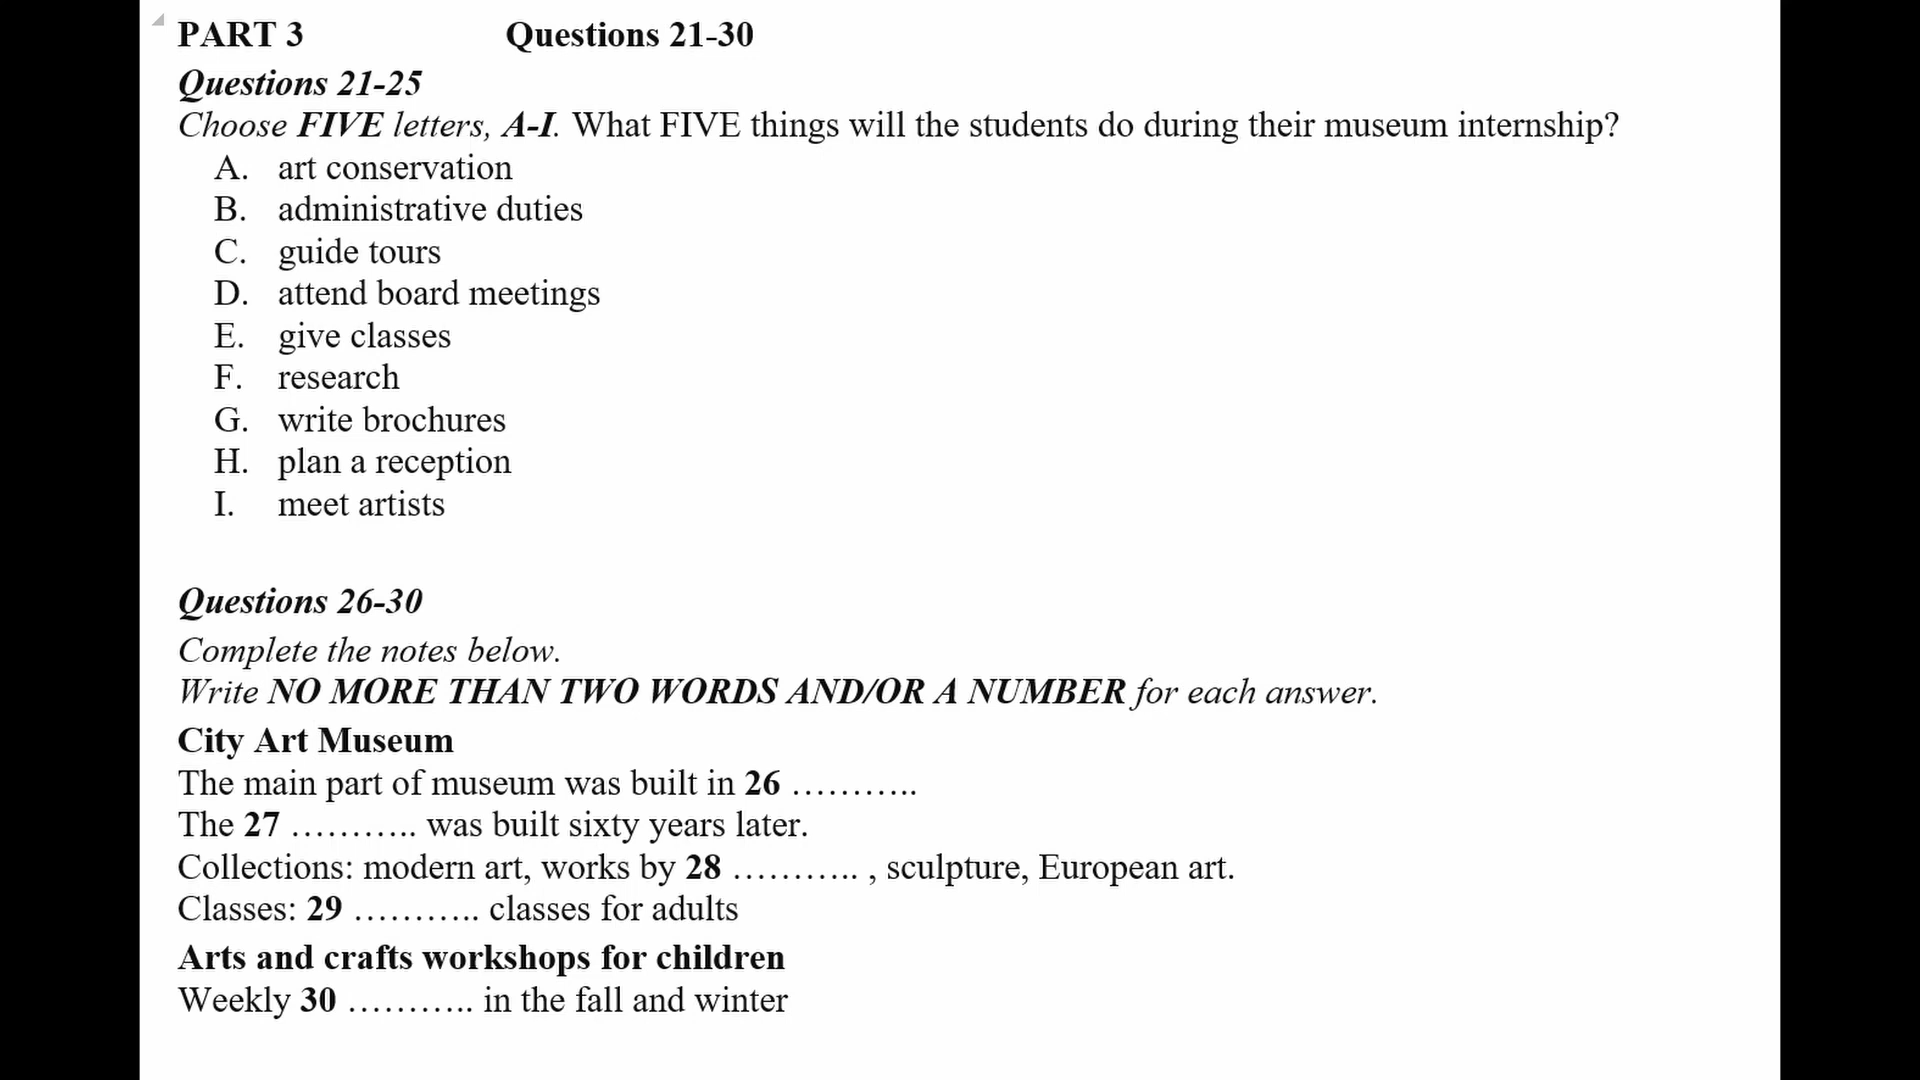 PART 3 Questions 21-30
Questions 21-25
Choose FIVE letters, A-I. What FIVE things will the students do during their museum internship?
A. art conservation
B. administrative duties
C. guide tours
D. attend board meetings
E. give classes
F. research
G. write brochures
H. plan a reception
I. meet artists
Questions 26-30
Complete the notes below.
Write NO MORE THAN TWO WORDS AND/OR A NUMBER for each answer.
City Art Museum
The main part of museum was built in 26 ………..
The 27 ……….. was built sixty years later.
Collections: modern art, works by 28 ……….. , sculpture, European art.
Classes: 29 ……….. classes for adults
Arts and crafts workshops for children
Weekly 30 ……….. in the fall and winter